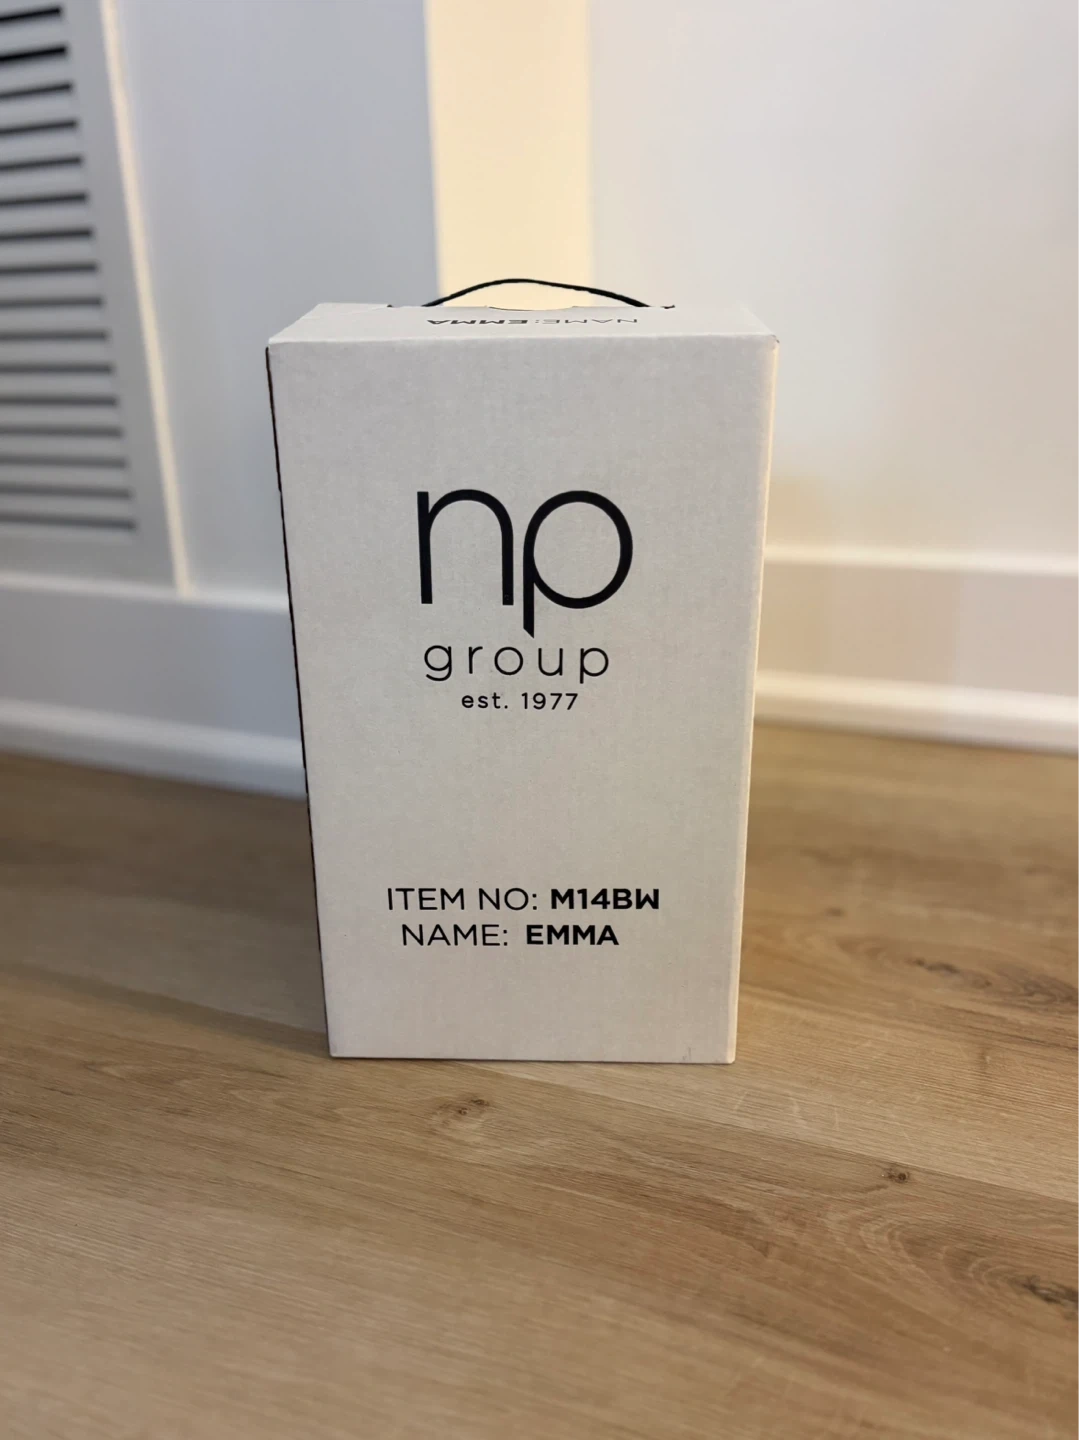 NAME: EMMA
np
group
est. 1977
ITEM NO: M14BW
NAME: EMMA